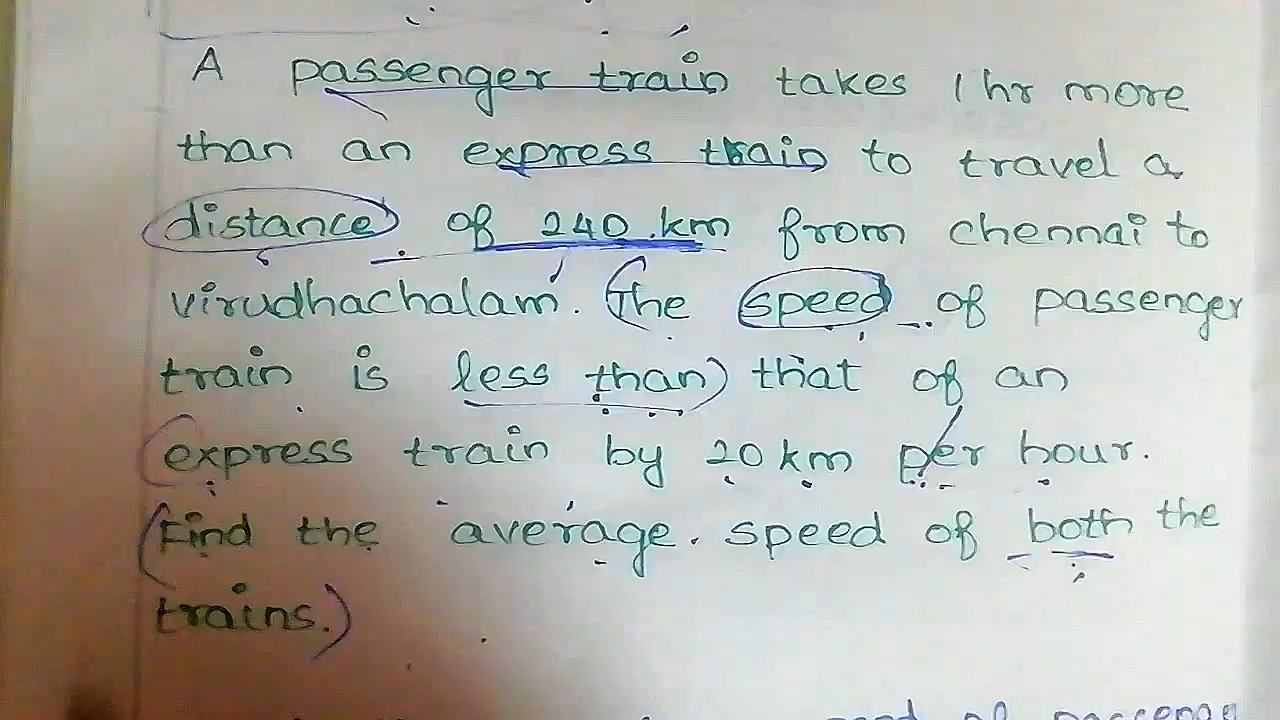 A passenger train takes 1 hr more
than an express train to travel a
distance of 240 km from chennai to
virudhachalam. The speed of passenger
train is less than that of an
express train by 20 km per hour.
Find the average speed of both the
trains.
of